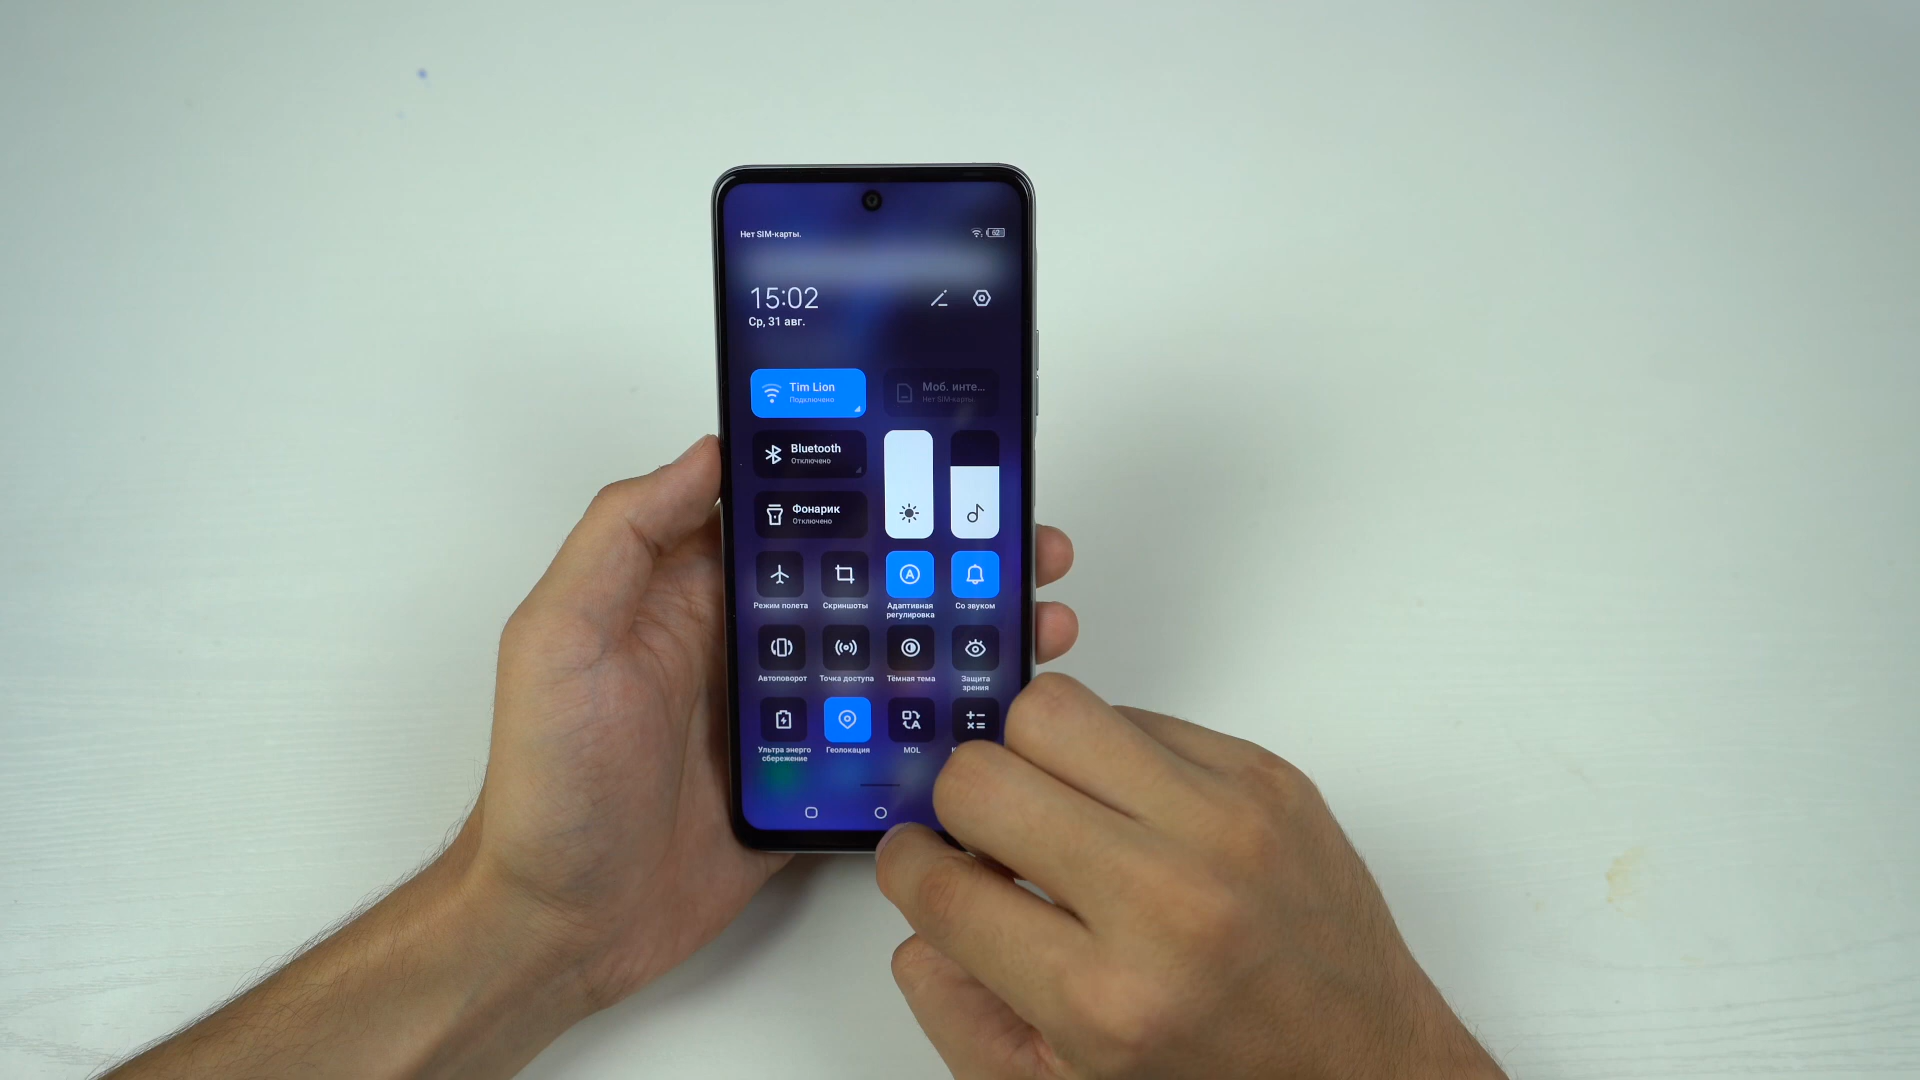 Нет SIM-карты.
62
15:02
Ср, 31 авг.
Tim Lion
Подключено
Моб. инте...
Нет SIM-карты.
Bluetooth
Отключено
Фонарик
Отключено
Режим полета
Скриншоты
Адаптивная
регулировка
Со звуком
Автоповорот
Точка доступа
Тёмная тема
Защита
зрения
Ультра энерго
сбережение
Геолокация
MOL